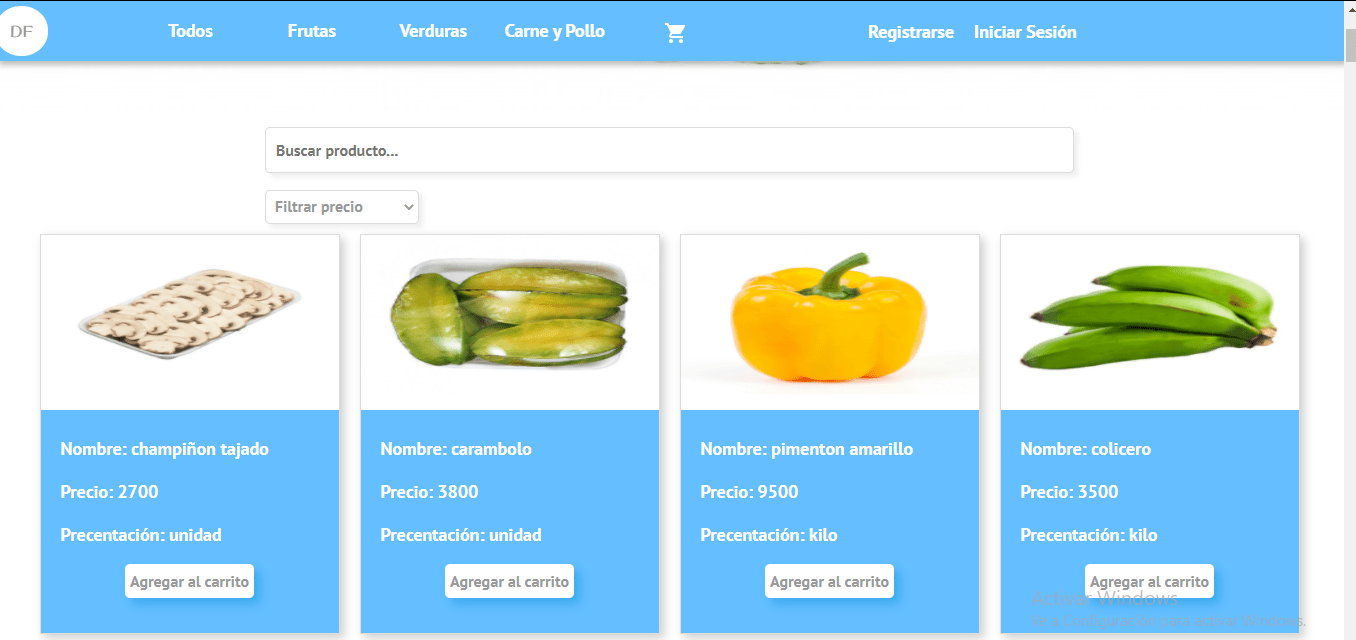 DF Todos Frutas Verduras Carne y Pollo Registrarse Iniciar Sesión
Buscar producto...
Filtrar precio
Nombre: champiñon tajado
Precio: 2700
Precentación: unidad
Agregar al carrito
Nombre: carambolo
Precio: 3800
Precentación: unidad
Agregar al carrito
Nombre: pimenton amarillo
Precio: 9500
Precentación: kilo
Agregar al carrito
Nombre: colicero
Precio: 3500
Precentación: kilo
Agregar al carrito
Activar Windows
Ve a Configuración para activar Windows.